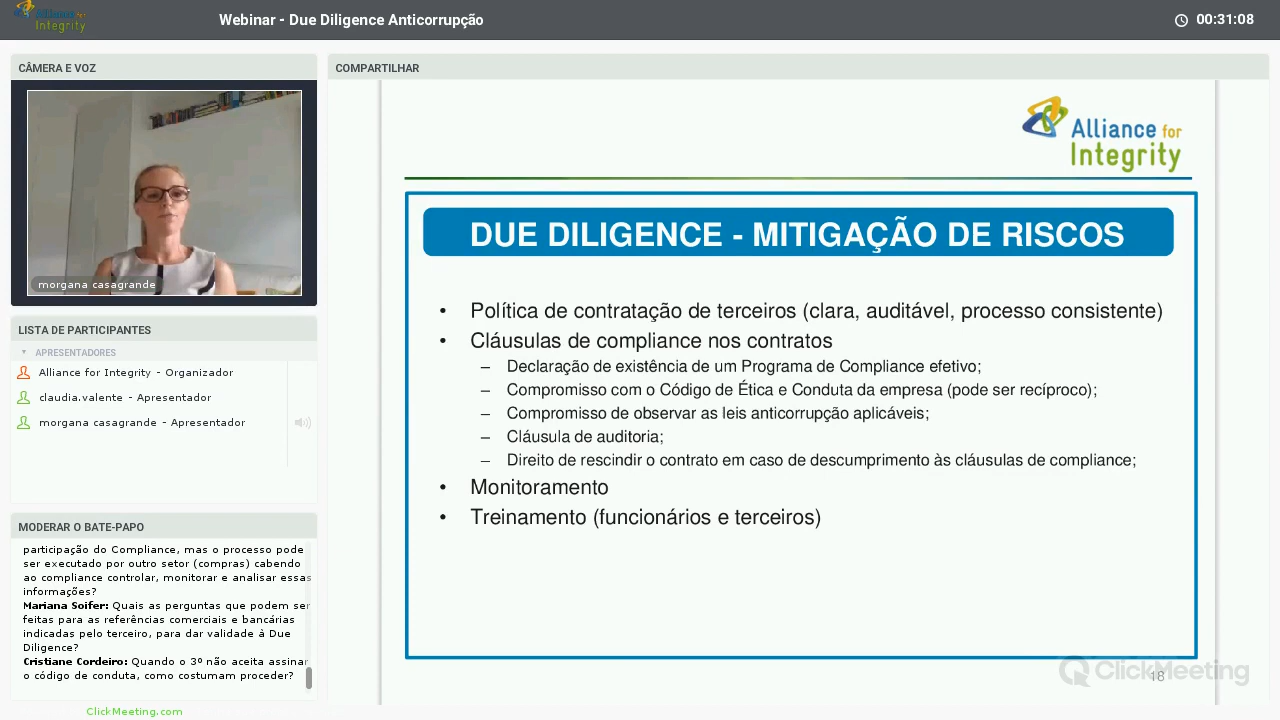 Alliance for
Integrity
Webinar - Due Diligence Anticorrupção
00:31:08
CÂMERA E VOZ
morgana casagrande
LISTA DE PARTICIPANTES
APRESENTADORES
Alliance for Integrity - Organizador
claudia.valente - Apresentador
morgana casagrande - Apresentador
MODERAR O BATE-PAPO
participação do Compliance, mas o processo pode
ser executado por outro setor (compras) cabendo
ao compliance controlar, monitorar e analisar essas
informações?
Mariana Soifer: Quais as perguntas que podem ser
feitas para as referências comerciais e bancárias
indicadas pelo terceiro, para dar validade à Due
Diligence?
Cristiane Cordeiro: Quando o 3º não aceita assinar
o código de conduta, como costumam proceder?
ClickMeeting.com
COMPARTILHAR
Alliance for
Integrity
DUE DILIGENCE - MITIGAÇÃO DE RISCOS
• Política de contratação de terceiros (clara, auditável, processo consistente)
• Cláusulas de compliance nos contratos
– Declaração de existência de um Programa de Compliance efetivo;
– Compromisso com o Código de Ética e Conduta da empresa (pode ser recíproco);
– Compromisso de observar as leis anticorrupção aplicáveis;
– Cláusula de auditoria;
– Direito de rescindir o contrato em caso de descumprimento às cláusulas de compliance;
• Monitoramento
• Treinamento (funcionários e terceiros)
ClickMeeting
18